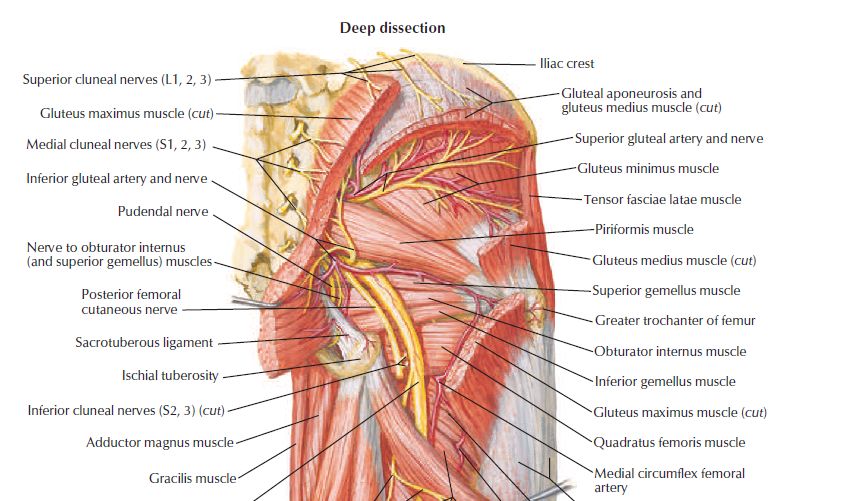 Deep dissection
Superior cluneal nerves (L1, 2, 3)
Gluteus maximus muscle (cut)
Medial cluneal nerves (S1, 2, 3)
Inferior gluteal artery and nerve
Pudendal nerve
Nerve to obturator internus
(and superior gemellus) muscles
Posterior femoral
cutaneous nerve
Sacrotuberous ligament
Ischial tuberosity
Inferior cluneal nerves (S2, 3) (cut)
Adductor magnus muscle
Gracilis muscle
Iliac crest
Gluteal aponeurosis and
gluteus medius muscle (cut)
Superior gluteal artery and nerve
Gluteus minimus muscle
Tensor fasciae latae muscle
Piriformis muscle
Gluteus medius muscle (cut)
Superior gemellus muscle
Greater trochanter of femur
Obturator internus muscle
Inferior gemellus muscle
Gluteus maximus muscle (cut)
Quadratus femoris muscle
Medial circumflex femoral
artery